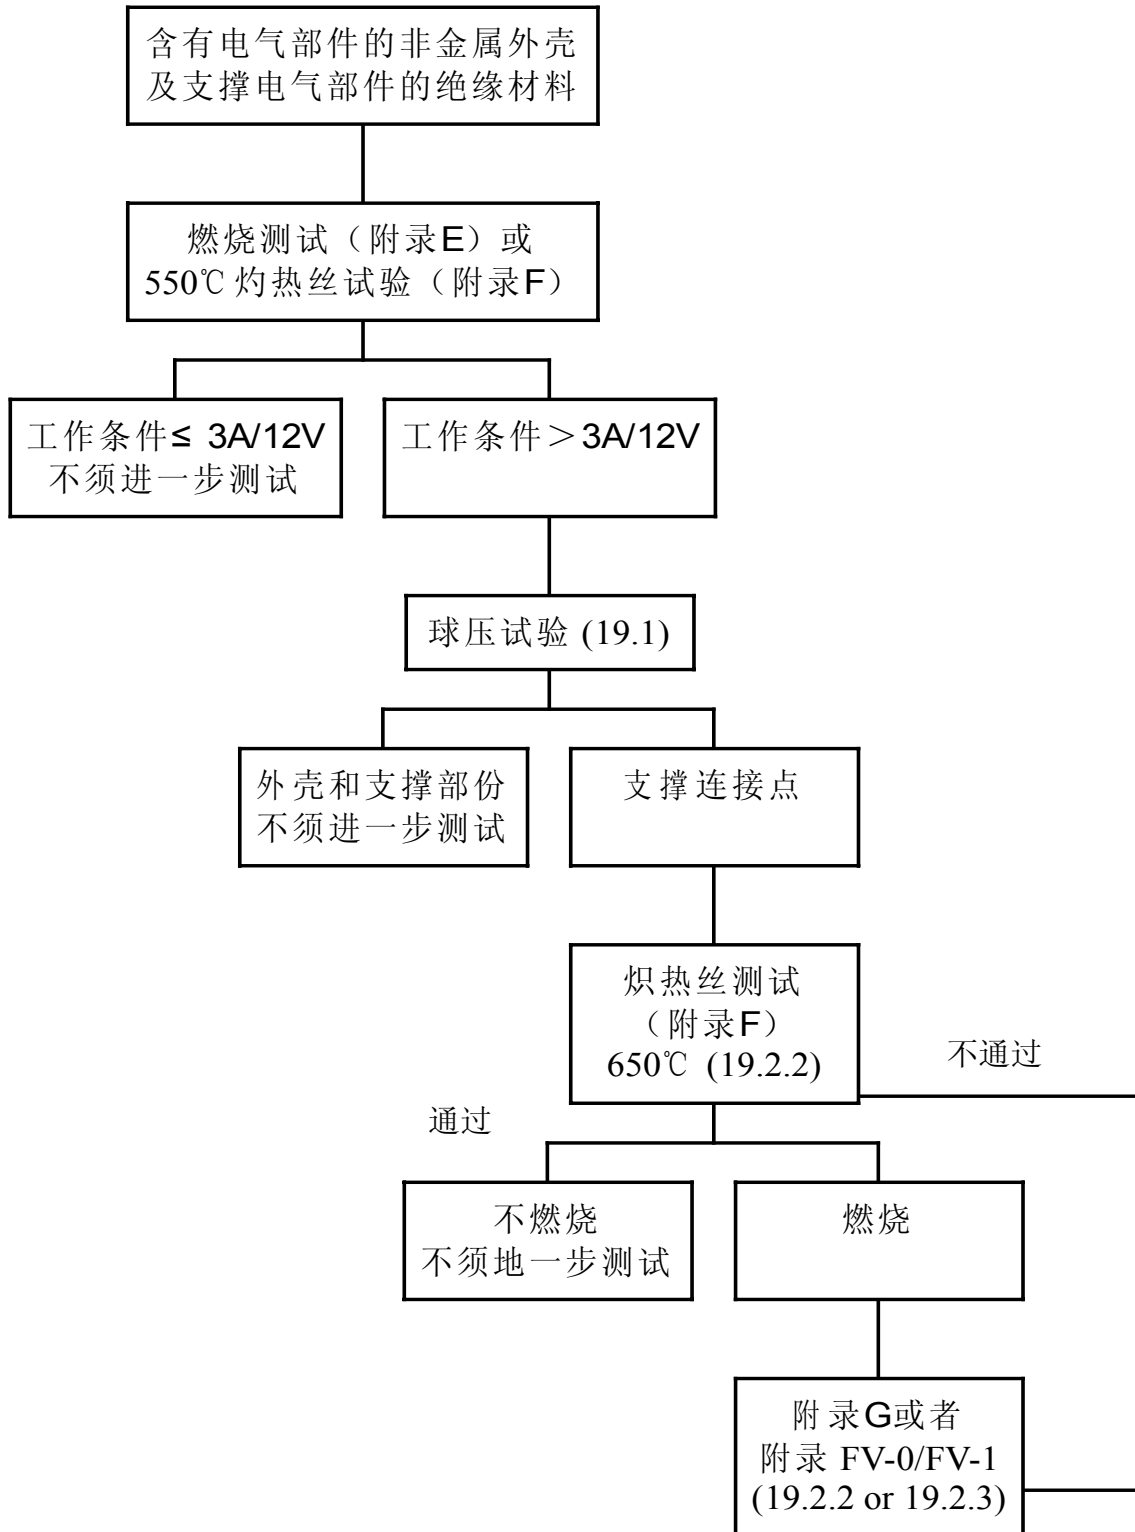 含有电气部件的非金属外壳
及支撑电气部件的绝缘材料
燃烧测试（附录E）或
550℃灼热丝试验（附录F）
工作条件≤ 3A/12V
不须进一步测试
工作条件＞3A/12V
球压试验 (19.1)
外壳和支撑部份
不须进一步测试
支撑连接点
炽热丝测试
（附录F）
650℃ (19.2.2)
不通过
通过
不燃烧
不须地一步测试
燃烧
附录G或者
附录 FV-0/FV-1
(19.2.2 or 19.2.3)